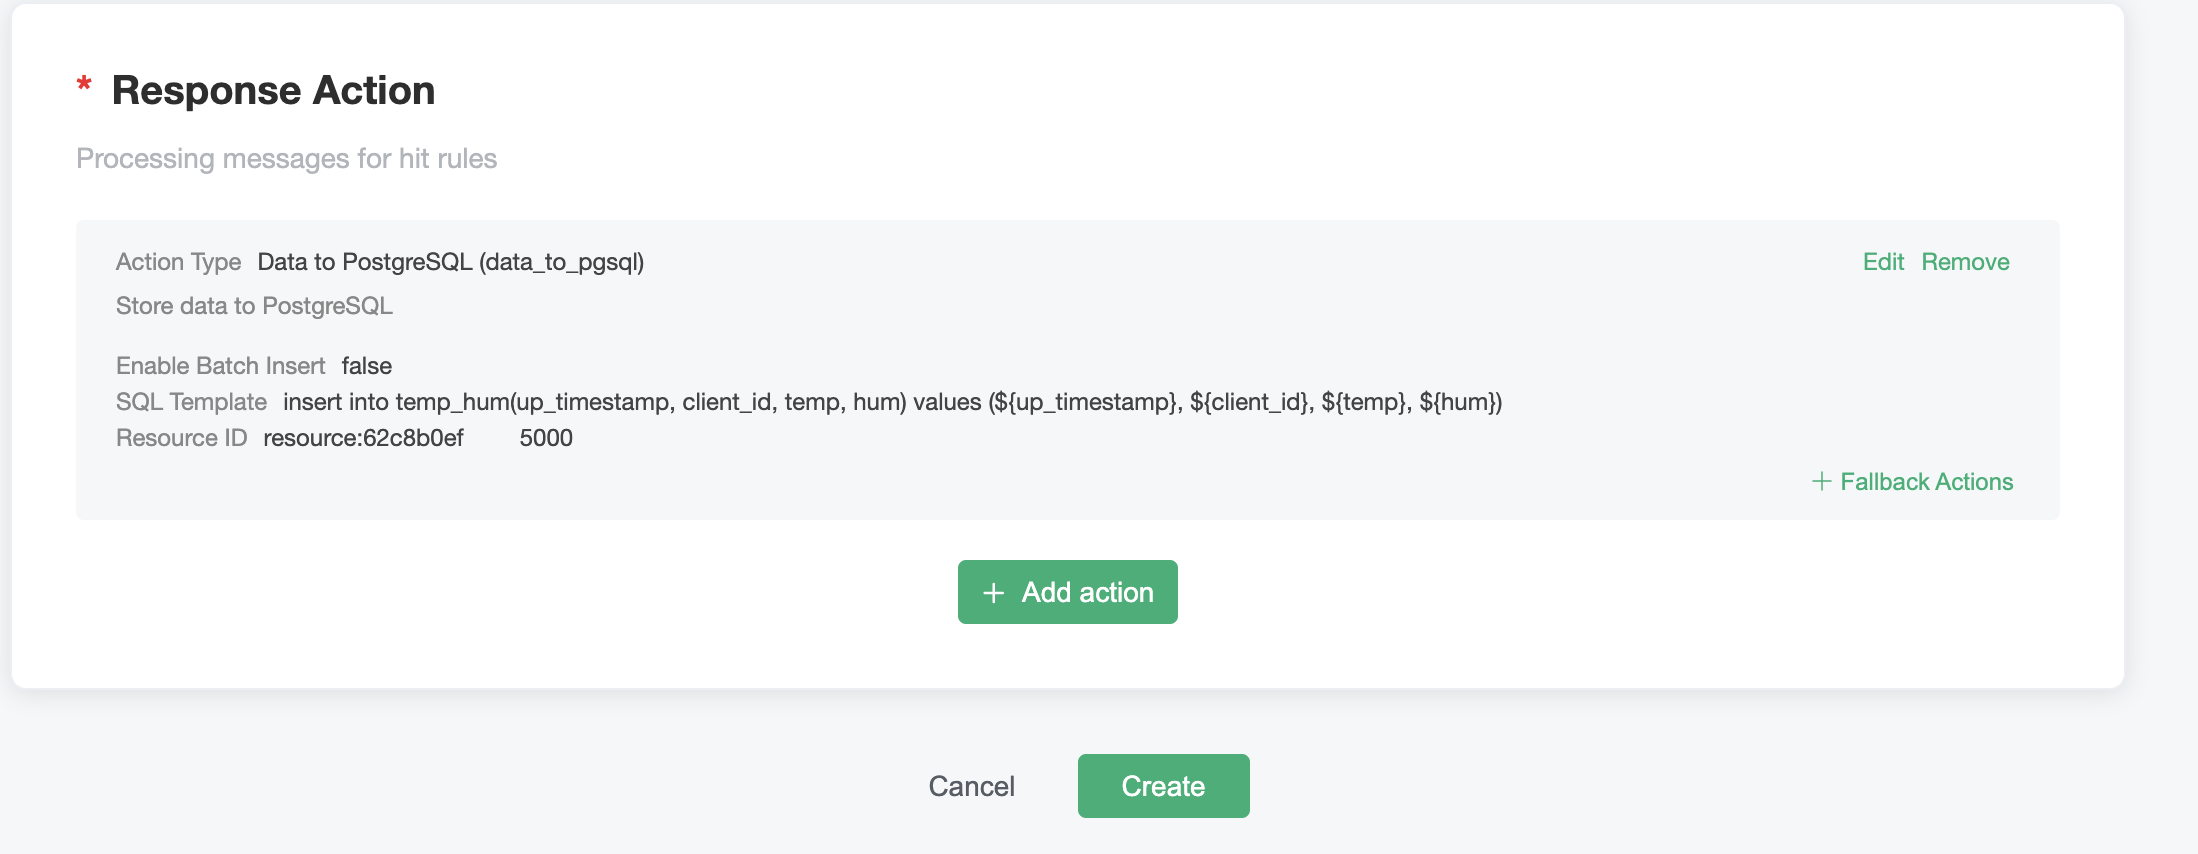 * Response Action
Processing messages for hit rules
Action Type Data to PostgreSQL (data_to_pgsql) Edit Remove
Store data to PostgreSQL
Enable Batch Insert false
SQL Template insert into temp_hum(up_timestamp, client_id, temp, hum) values (${up_timestamp}, ${client_id}, ${temp}, ${hum})
Resource ID resource:62c8b0ef 5000
+ Fallback Actions
+ Add action
Cancel Create